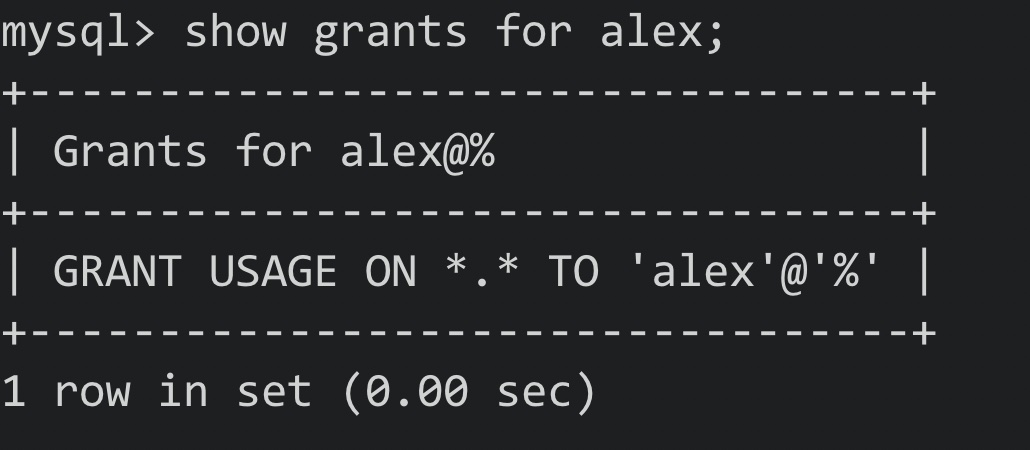 mysql> show grants for alex;
+----------------------------------+
| Grants for alex@%                |
+----------------------------------+
| GRANT USAGE ON *.* TO 'alex'@'%' |
+----------------------------------+
1 row in set (0.00 sec)